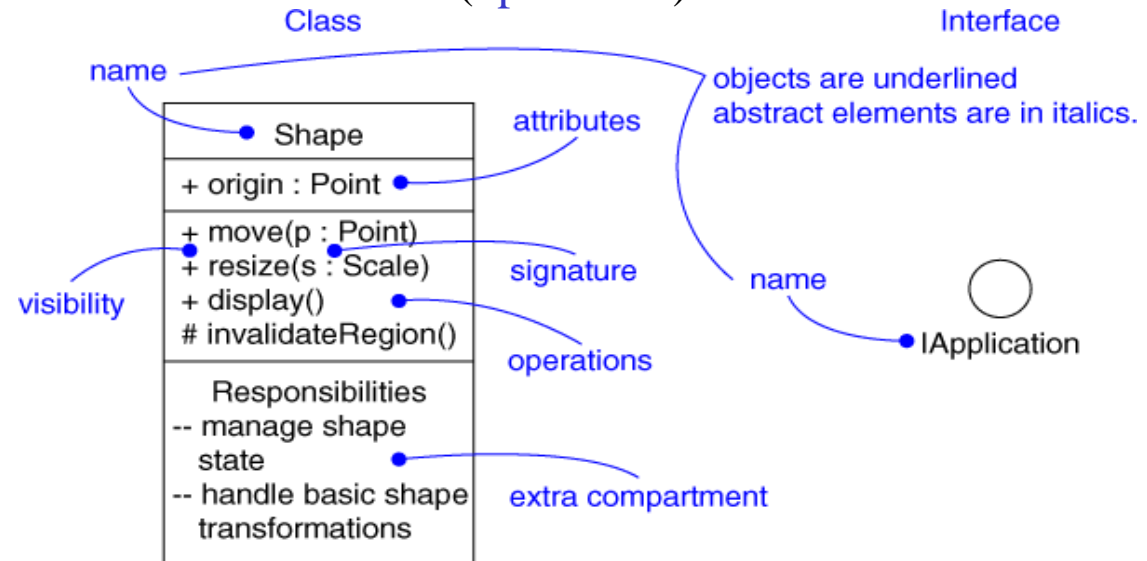 Class
Interface
name
objects are underlined
abstract elements are in italics.
Shape
attributes
+ origin : Point
+ move(p : Point)
+ resize(s : Scale)
+ display()
# invalidateRegion()
visibility
signature
operations
name
IApplication
Responsibilities
-- manage shape
state
-- handle basic shape
transformations
extra compartment